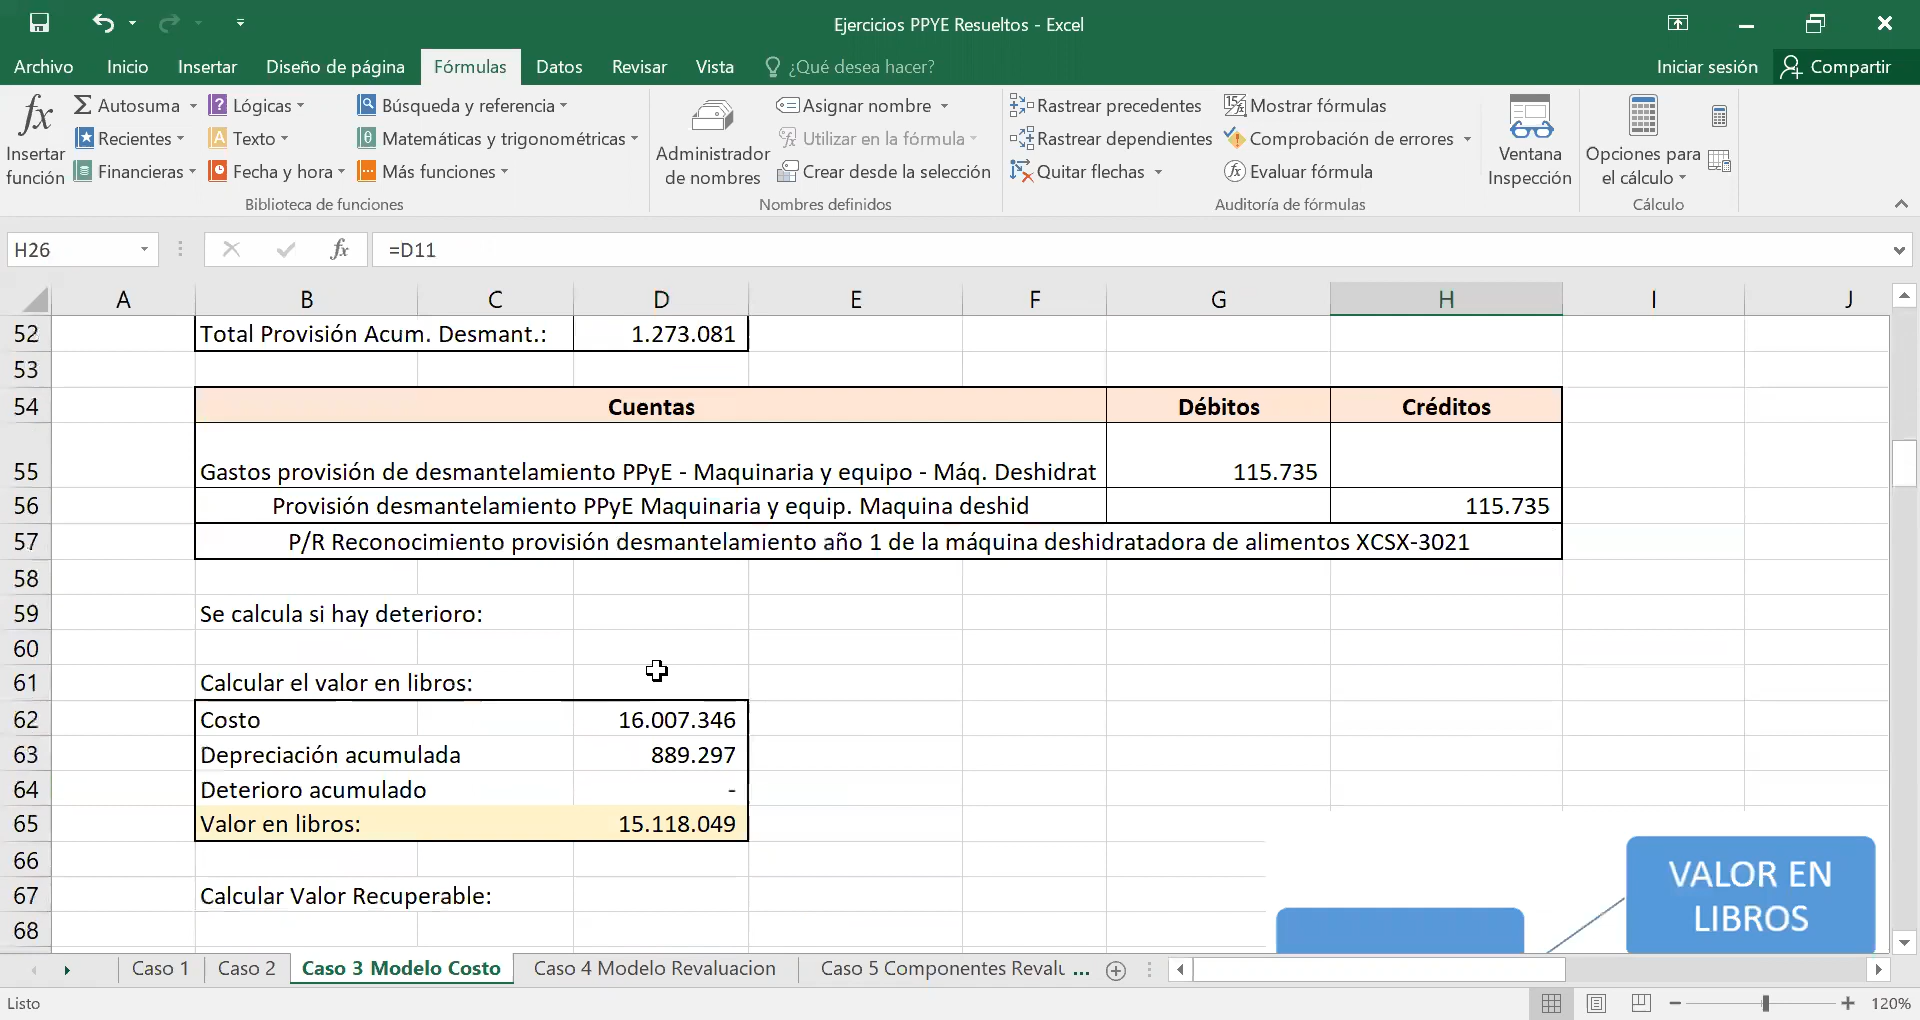 Ejercicios PPYE Resueltos - Excel
Archivo Inicio Insertar Diseño de página Fórmulas Datos Revisar Vista ¿Qué desea hacer? Iniciar sesión Compartir
fx Insertar función
Σ Autosuma
Recientes
Financieras
Lógicas
Texto
Fecha y hora
Búsqueda y referencia
Matemáticas y trigonométricas
Más funciones
Biblioteca de funciones
Administrador de nombres
Asignar nombre
Utilizar en la fórmula
Crear desde la selección
Nombres definidos
Rastrear precedentes
Rastrear dependientes
Quitar flechas
Mostrar fórmulas
Comprobación de errores
Evaluar fórmula
Auditoría de fórmulas
Ventana Inspección
Opciones para el cálculo
Cálculo
H26 fx =D11
A B C D E F G H I J
52 Total Provisión Acum. Desmant.: 1.273.081
53
54 Cuentas Débitos Créditos
55 Gastos provisión de desmantelamiento PPyE - Maquinaria y equipo - Máq. Deshidrat 115.735
56 Provisión desmantelamiento PPyE Maquinaria y equip. Maquina deshid 115.735
57 P/R Reconocimiento provisión desmantelamiento año 1 de la máquina deshidratadora de alimentos XCSX-3021
58
59 Se calcula si hay deterioro:
60
61 Calcular el valor en libros:
62 Costo 16.007.346
63 Depreciación acumulada 889.297
64 Deterioro acumulado -
65 Valor en libros: 15.118.049
66
67 Calcular Valor Recuperable:
68
VALOR EN
LIBROS
Caso 1 Caso 2 Caso 3 Modelo Costo Caso 4 Modelo Revaluacion Caso 5 Componentes Revalu ...
Listo 120%